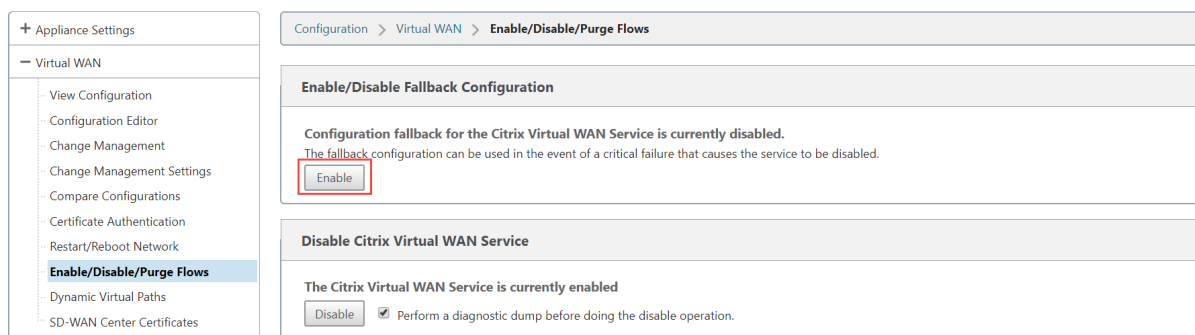 Appliance Settings
Virtual WAN
View Configuration
Configuration Editor
Change Management
Change Management Settings
Compare Configurations
Certificate Authentication
Restart/Reboot Network
Enable/Disable/Purge Flows
Dynamic Virtual Paths
SD-WAN Center Certificates
Configuration > Virtual WAN > Enable/Disable/Purge Flows
Enable/Disable Fallback Configuration
Configuration fallback for the Citrix Virtual WAN Service is currently disabled.
The fallback configuration can be used in the event of a critical failure that causes the service to be disabled.
Enable
Disable Citrix Virtual WAN Service
The Citrix Virtual WAN Service is currently enabled
Disable Perform a diagnostic dump before doing the disable operation.